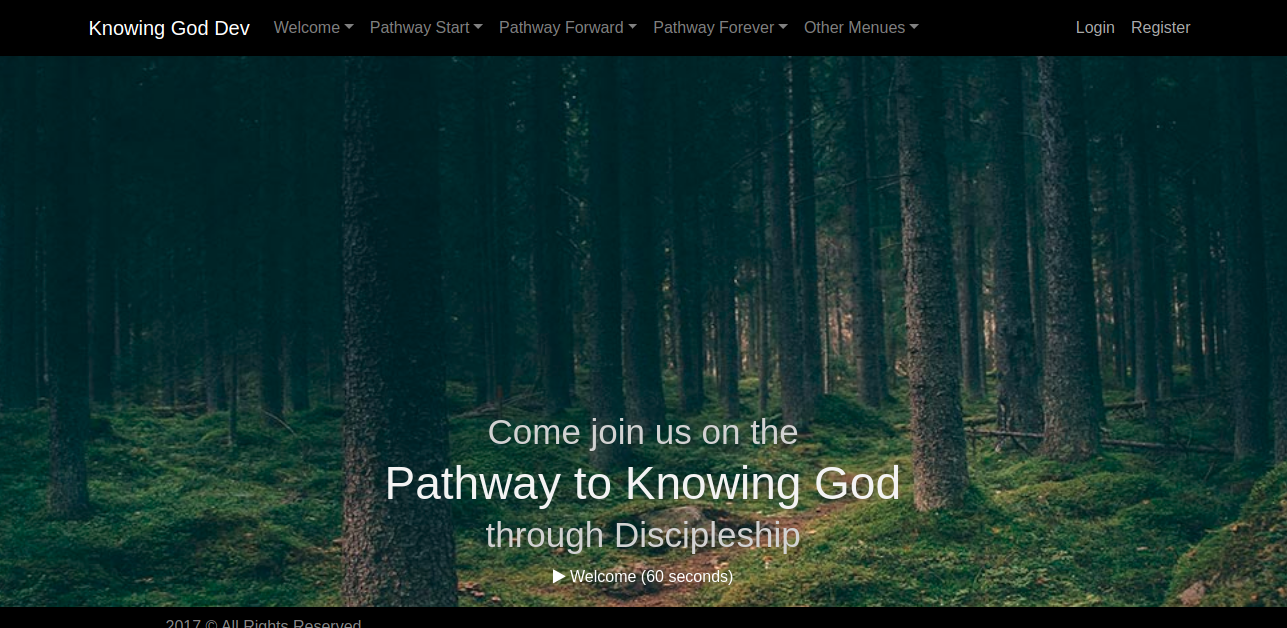 Knowing God Dev Welcome Pathway Start Pathway Forward Pathway Forever Other Menues Login Register
Come join us on the
Pathway to Knowing God
through Discipleship
Welcome (60 seconds)
2017 © All Rights Reserved